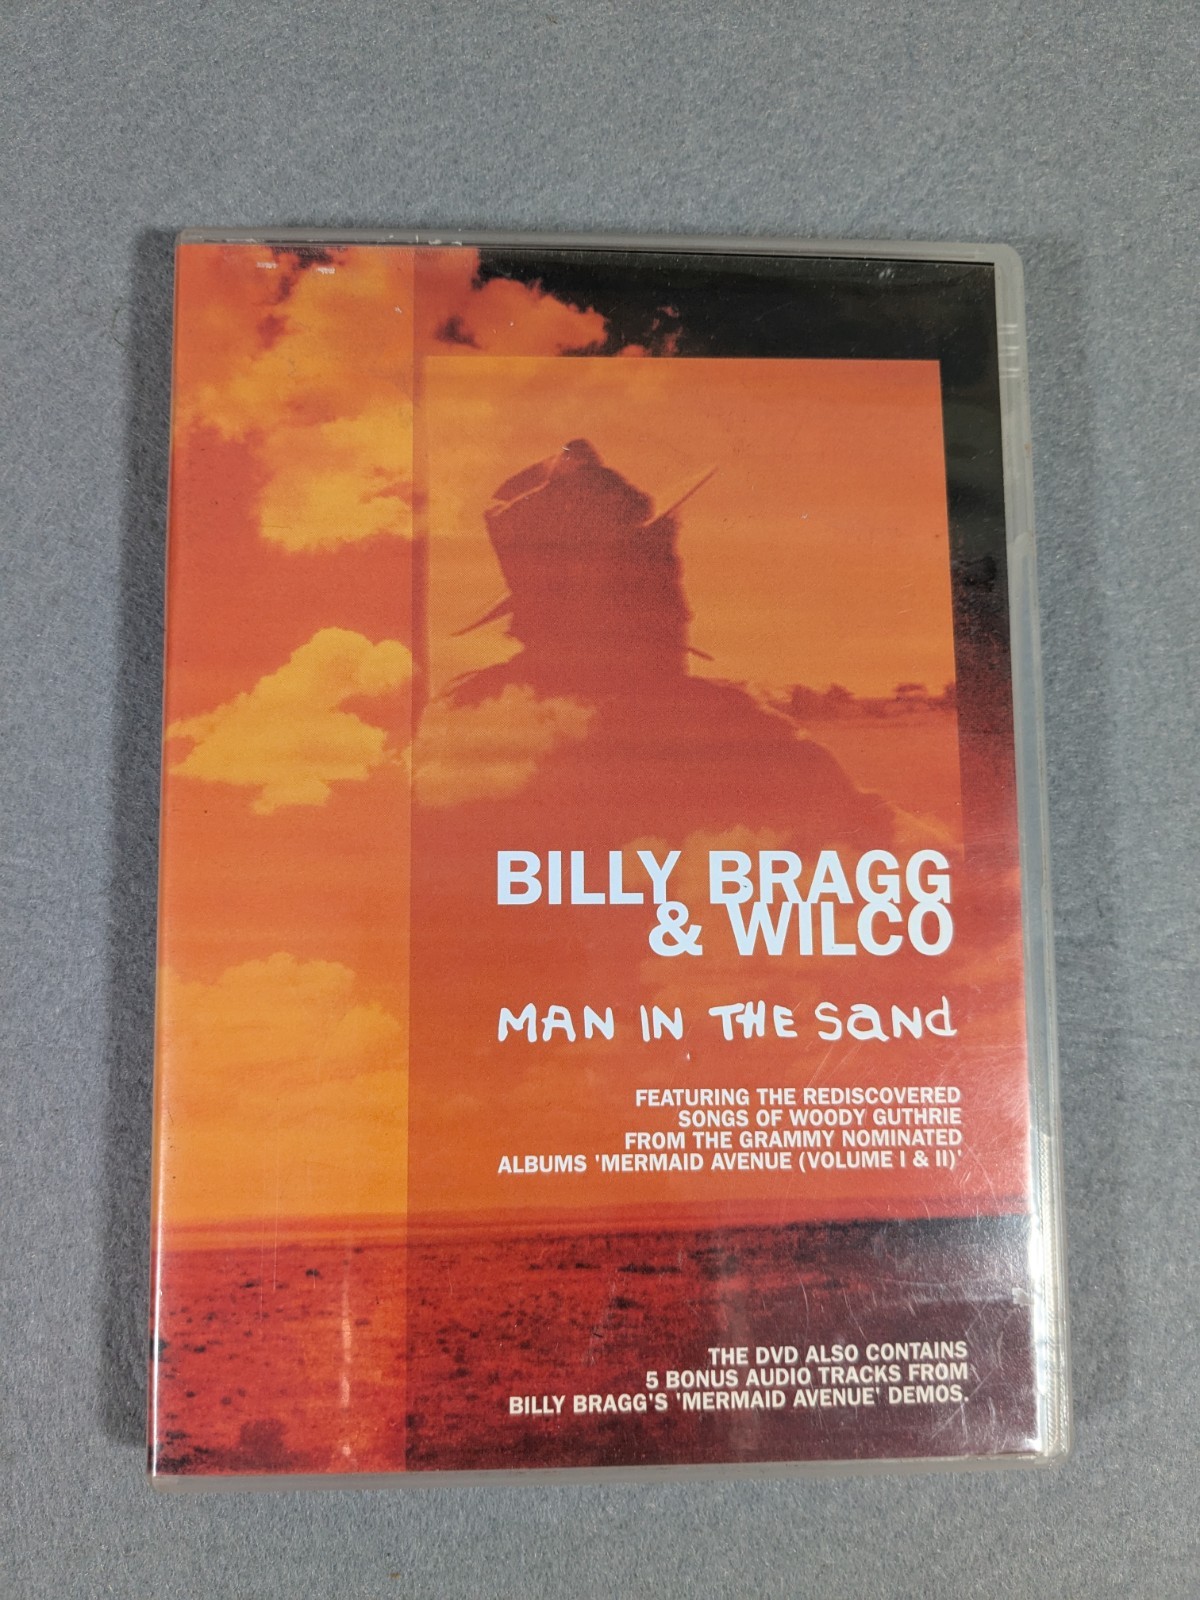 BILLY BRAGG
& WILCO
MAN IN THE SaNd
FEATURING THE REDISCOVERED
SONGS OF WOODY GUTHRIE
FROM THE GRAMMY NOMINATED
ALBUMS 'MERMAID AVENUE (VOLUME I & II)'
THE DVD ALSO CONTAINS
5 BONUS AUDIO TRACKS FROM
BILLY BRAGG'S 'MERMAID AVENUE' DEMOS.